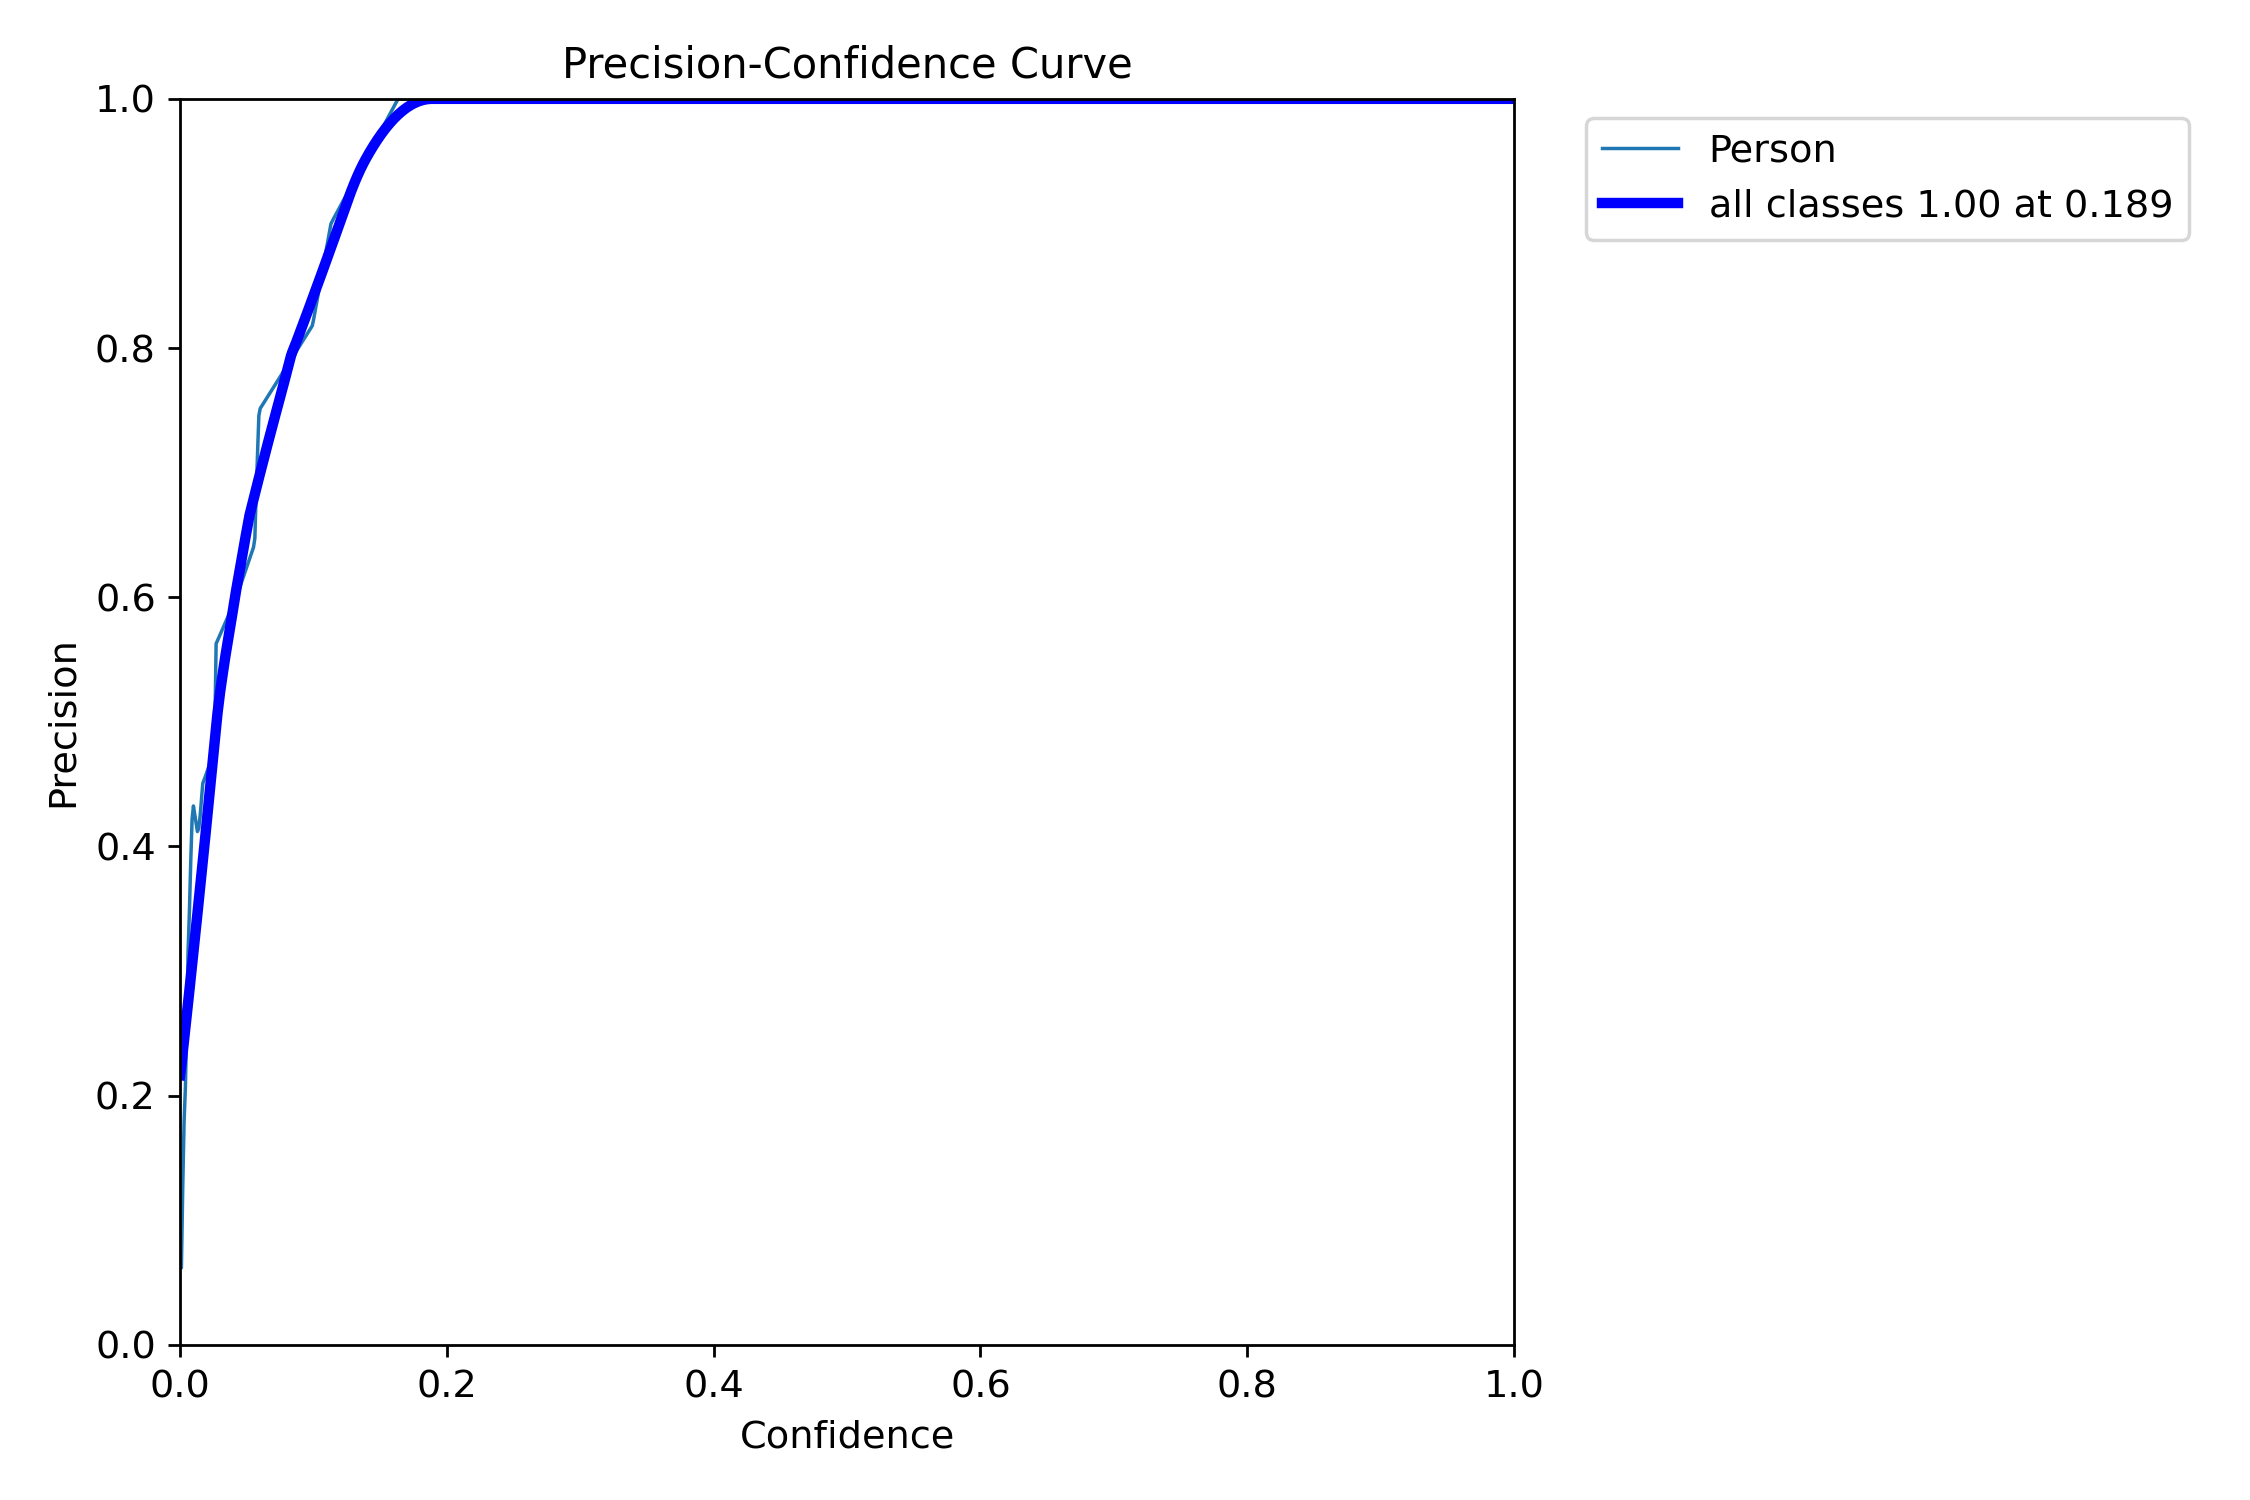 Precision-Confidence Curve
1.0
0.8
0.6
0.4
0.2
0.0
Precision
0.0 0.2 0.4 0.6 0.8 1.0
Confidence
Person
all classes 1.00 at 0.189